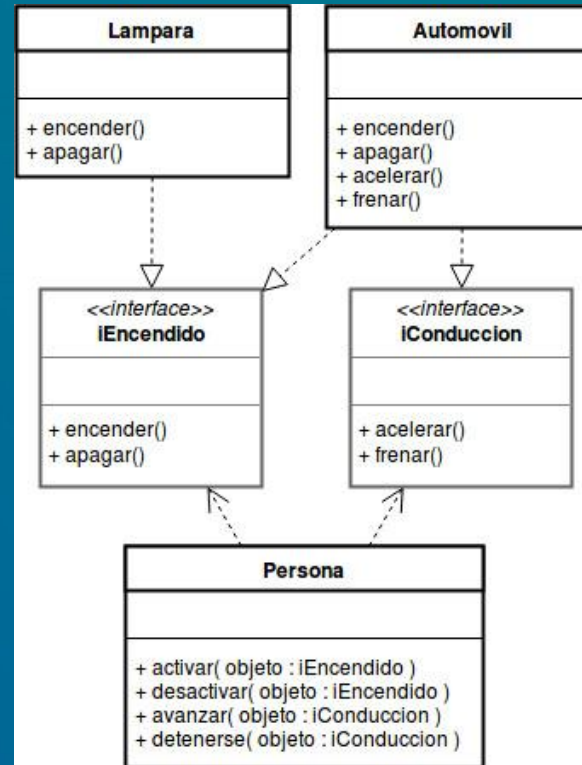 Lampara
+ encender()
+ apagar()
Automovil
+ encender()
+ apagar()
+ acelerar()
+ frenar()
<<interface>>
iEncendido
+ encender()
+ apagar()
<<interface>>
iConduccion
+ acelerar()
+ frenar()
Persona
+ activar( objeto : iEncendido )
+ desactivar( objeto : iEncendido )
+ avanzar( objeto : iConduccion )
+ detenerse( objeto : iConduccion )